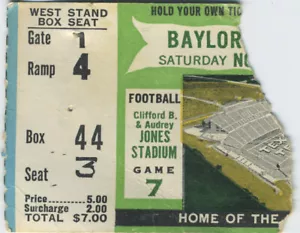 WEST STAND
BOX SEAT
Gate 1
Ramp 4
Box 44
Seat 3
Price 5.00
Surcharge 2.00
TOTAL $7.00
HOLD YOUR OWN TIC
BAYLOR
SATURDAY NO
FOOTBALL
Clifford B.
& Audrey
JONES
STADIUM
GAME
7
HOME OF THE